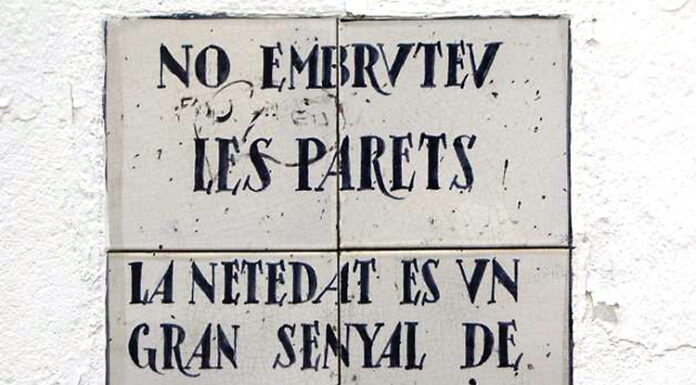 NO EMBRVTEV
LES PARETS
LA NETEDAT ES VN
GRAN SENYAL DE